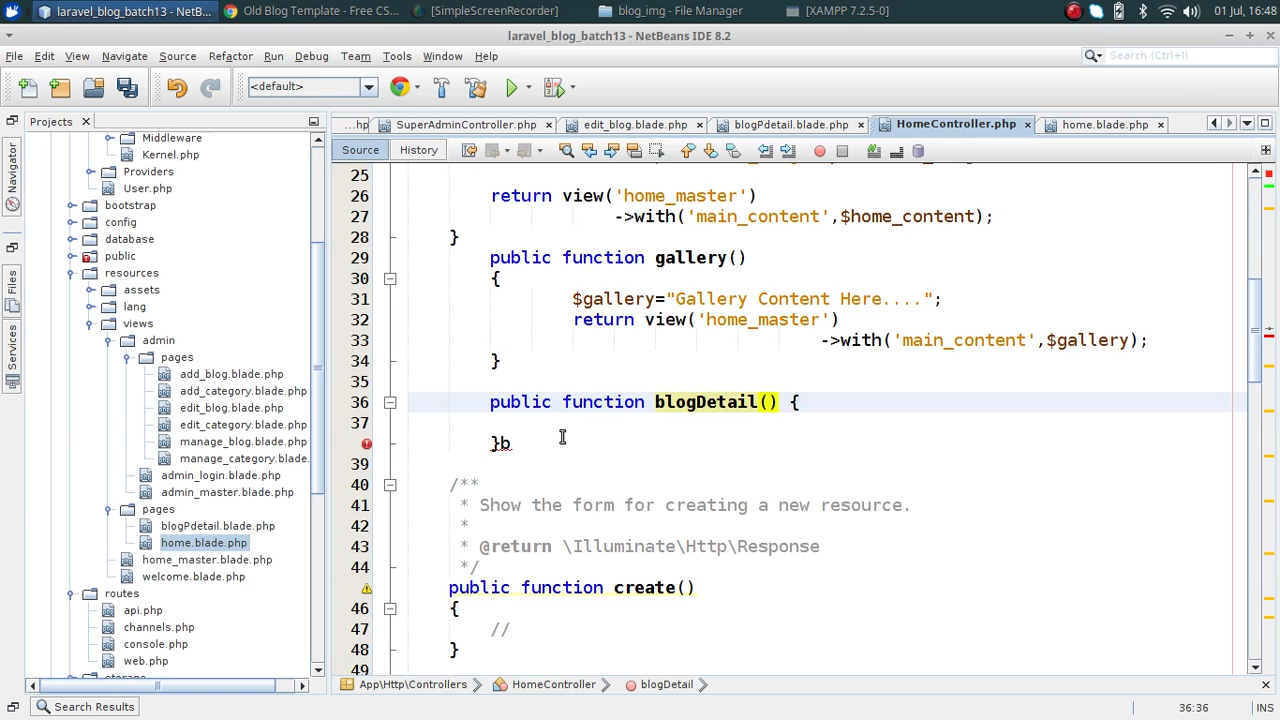 laravel_blog_batch13 - NetBeans ... Old Blog Template - Free CS... [SimpleScreenRecorder] blog_img - File Manager [XAMPP 7.2.5-0] 01 Jul, 16:48
laravel_blog_batch13 - NetBeans IDE 8.2
File Edit View Navigate Source Refactor Run Debug Team Tools Window Help Search (Ctrl+I)
<default>
Projects
...hp SuperAdminController.php edit_blog.blade.php blogPdetail.blade.php HomeController.php home.blade.php
Source History
Navigator
Files
Services
Middleware
Kernel.php
Providers
User.php
bootstrap
config
database
public
resources
assets
lang
views
admin
pages
add_blog.blade.php
add_category.blade.php
edit_blog.blade.php
edit_category.blade.php
manage_blog.blade.php
manage_category.blade.php
admin_login.blade.php
admin_master.blade.php
pages
blogPdetail.blade.php
home.blade.php
home_master.blade.php
welcome.blade.php
routes
api.php
channels.php
console.php
web.php
storage
25
26 return view('home_master')
27 ->with('main_content',$home_content);
28 }
29 public function gallery()
30 {
31 $gallery="Gallery Content Here....";
32 return view('home_master')
33 ->with('main_content',$gallery);
34 }
35
36 public function blogDetail() {
37
}b
39
40 /**
41 * Show the form for creating a new resource.
42 *
43 * @return \Illuminate\Http\Response
44 */
public function create()
46 {
47 //
48 }
49
App\Http\Controllers HomeController blogDetail
Search Results 36:36 INS